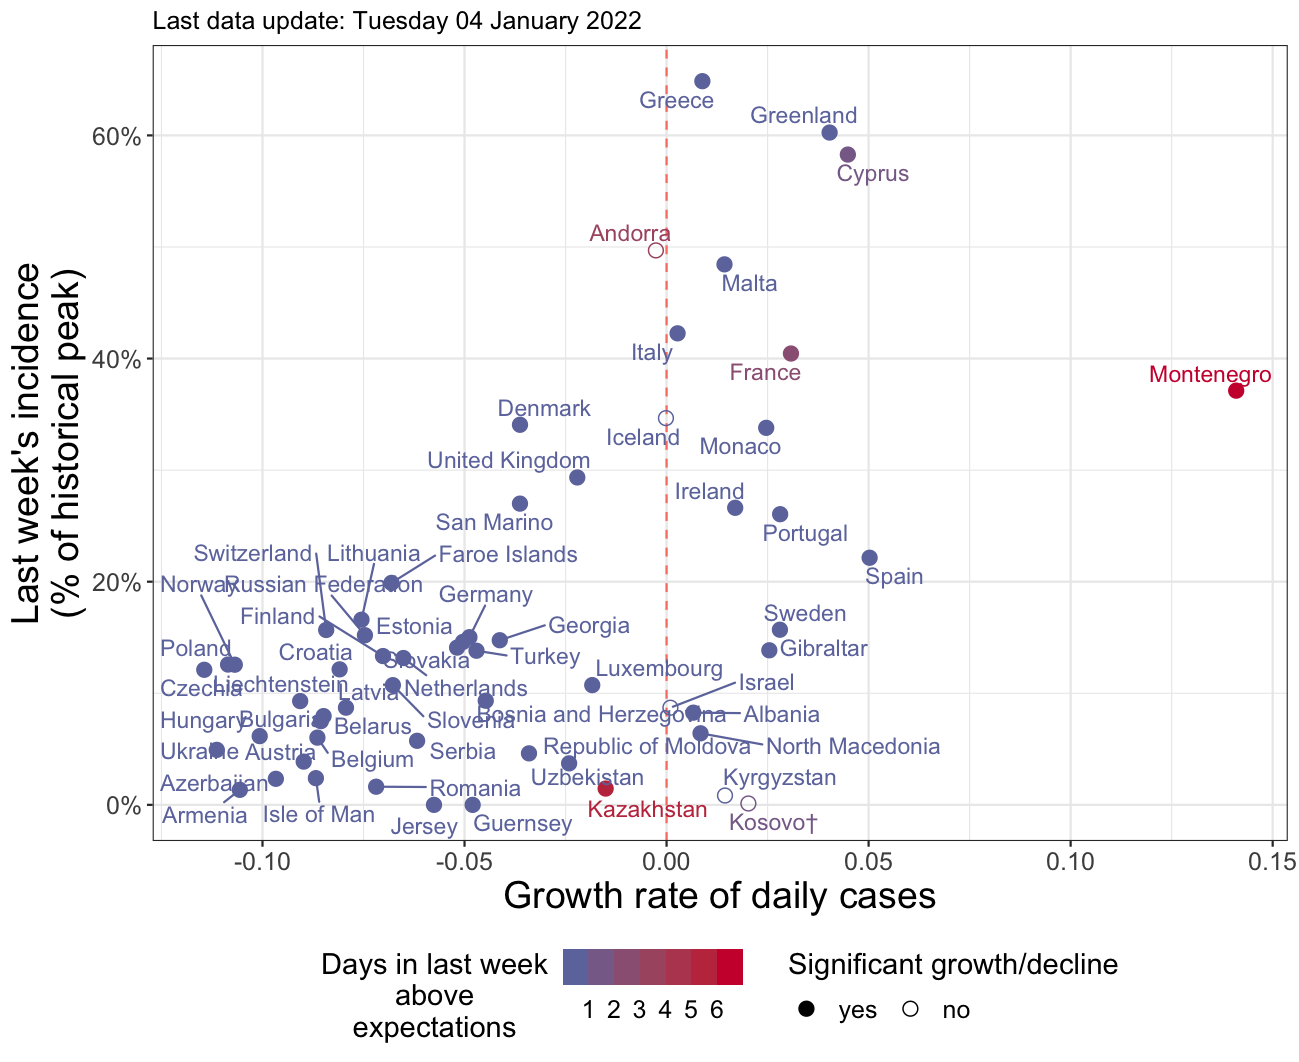 Last data update: Tuesday 04 January 2022
Last week's incidence
(% of historical peak)
60%
40%
20%
0%
Greece
Greenland
Cyprus
Andorra
Malta
Italy
France
Montenegro
Denmark
Iceland
Monaco
United Kingdom
Ireland
San Marino
Portugal
Switzerland
Lithuania
Faroe Islands
Spain
Norway
Russian Federation
Germany
Finland
Estonia
Georgia
Sweden
Poland
Croatia
Slovakia
Turkey
Gibraltar
Luxembourg
Czechia
Liechtenstein
Latvia
Netherlands
Israel
Hungary
Bulgaria
Belarus
Slovenia
Bosnia and Herzegovina
Albania
Ukraine
Austria
Belgium
Serbia
Republic of Moldova
North Macedonia
Azerbaijan
Romania
Uzbekistan
Kyrgyzstan
Armenia
Isle of Man
Jersey
Guernsey
Kazakhstan
Kosovo†
-0.10
-0.05
0.00
0.05
0.10
0.15
Growth rate of daily cases
Days in last week
above
expectations
1 2 3 4 5 6
Significant growth/decline
yes
no